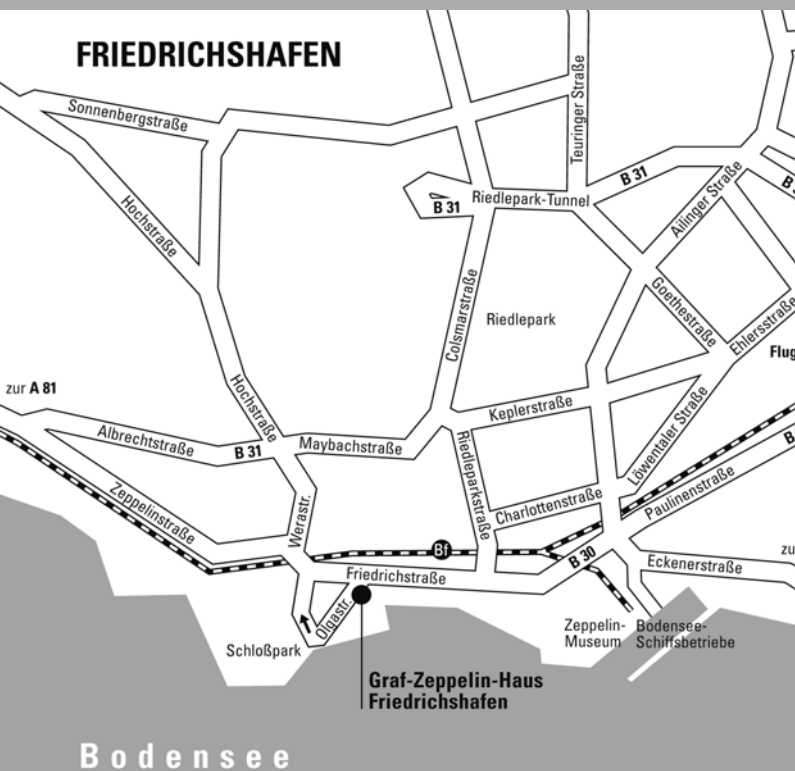 FRIEDRICHSHAFEN
Sonnenbergstraße
Teuringer Straße
Hochstraße
B 31
Riedlepark-Tunnel
B 31
Ailinger Straße
B
Colsmarstraße
Riedlepark
Goethestraße
Ehlersstraße
Flug
zur A 81
Hochstraße
Keplerstraße
Albrechtstraße
B 31
Maybachstraße
Riedleparkstraße
Löwentaler Straße
B
Zeppelinstraße
Werastr.
Charlottenstraße
Paulinenstraße
Bf
B 30
zu
Friedrichstraße
Eckenerstraße
Olgastr.
Schloßpark
Zeppelin-
Museum
Bodensee-
Schiffsbetriebe
Graf-Zeppelin-Haus
Friedrichshafen
Bodensee